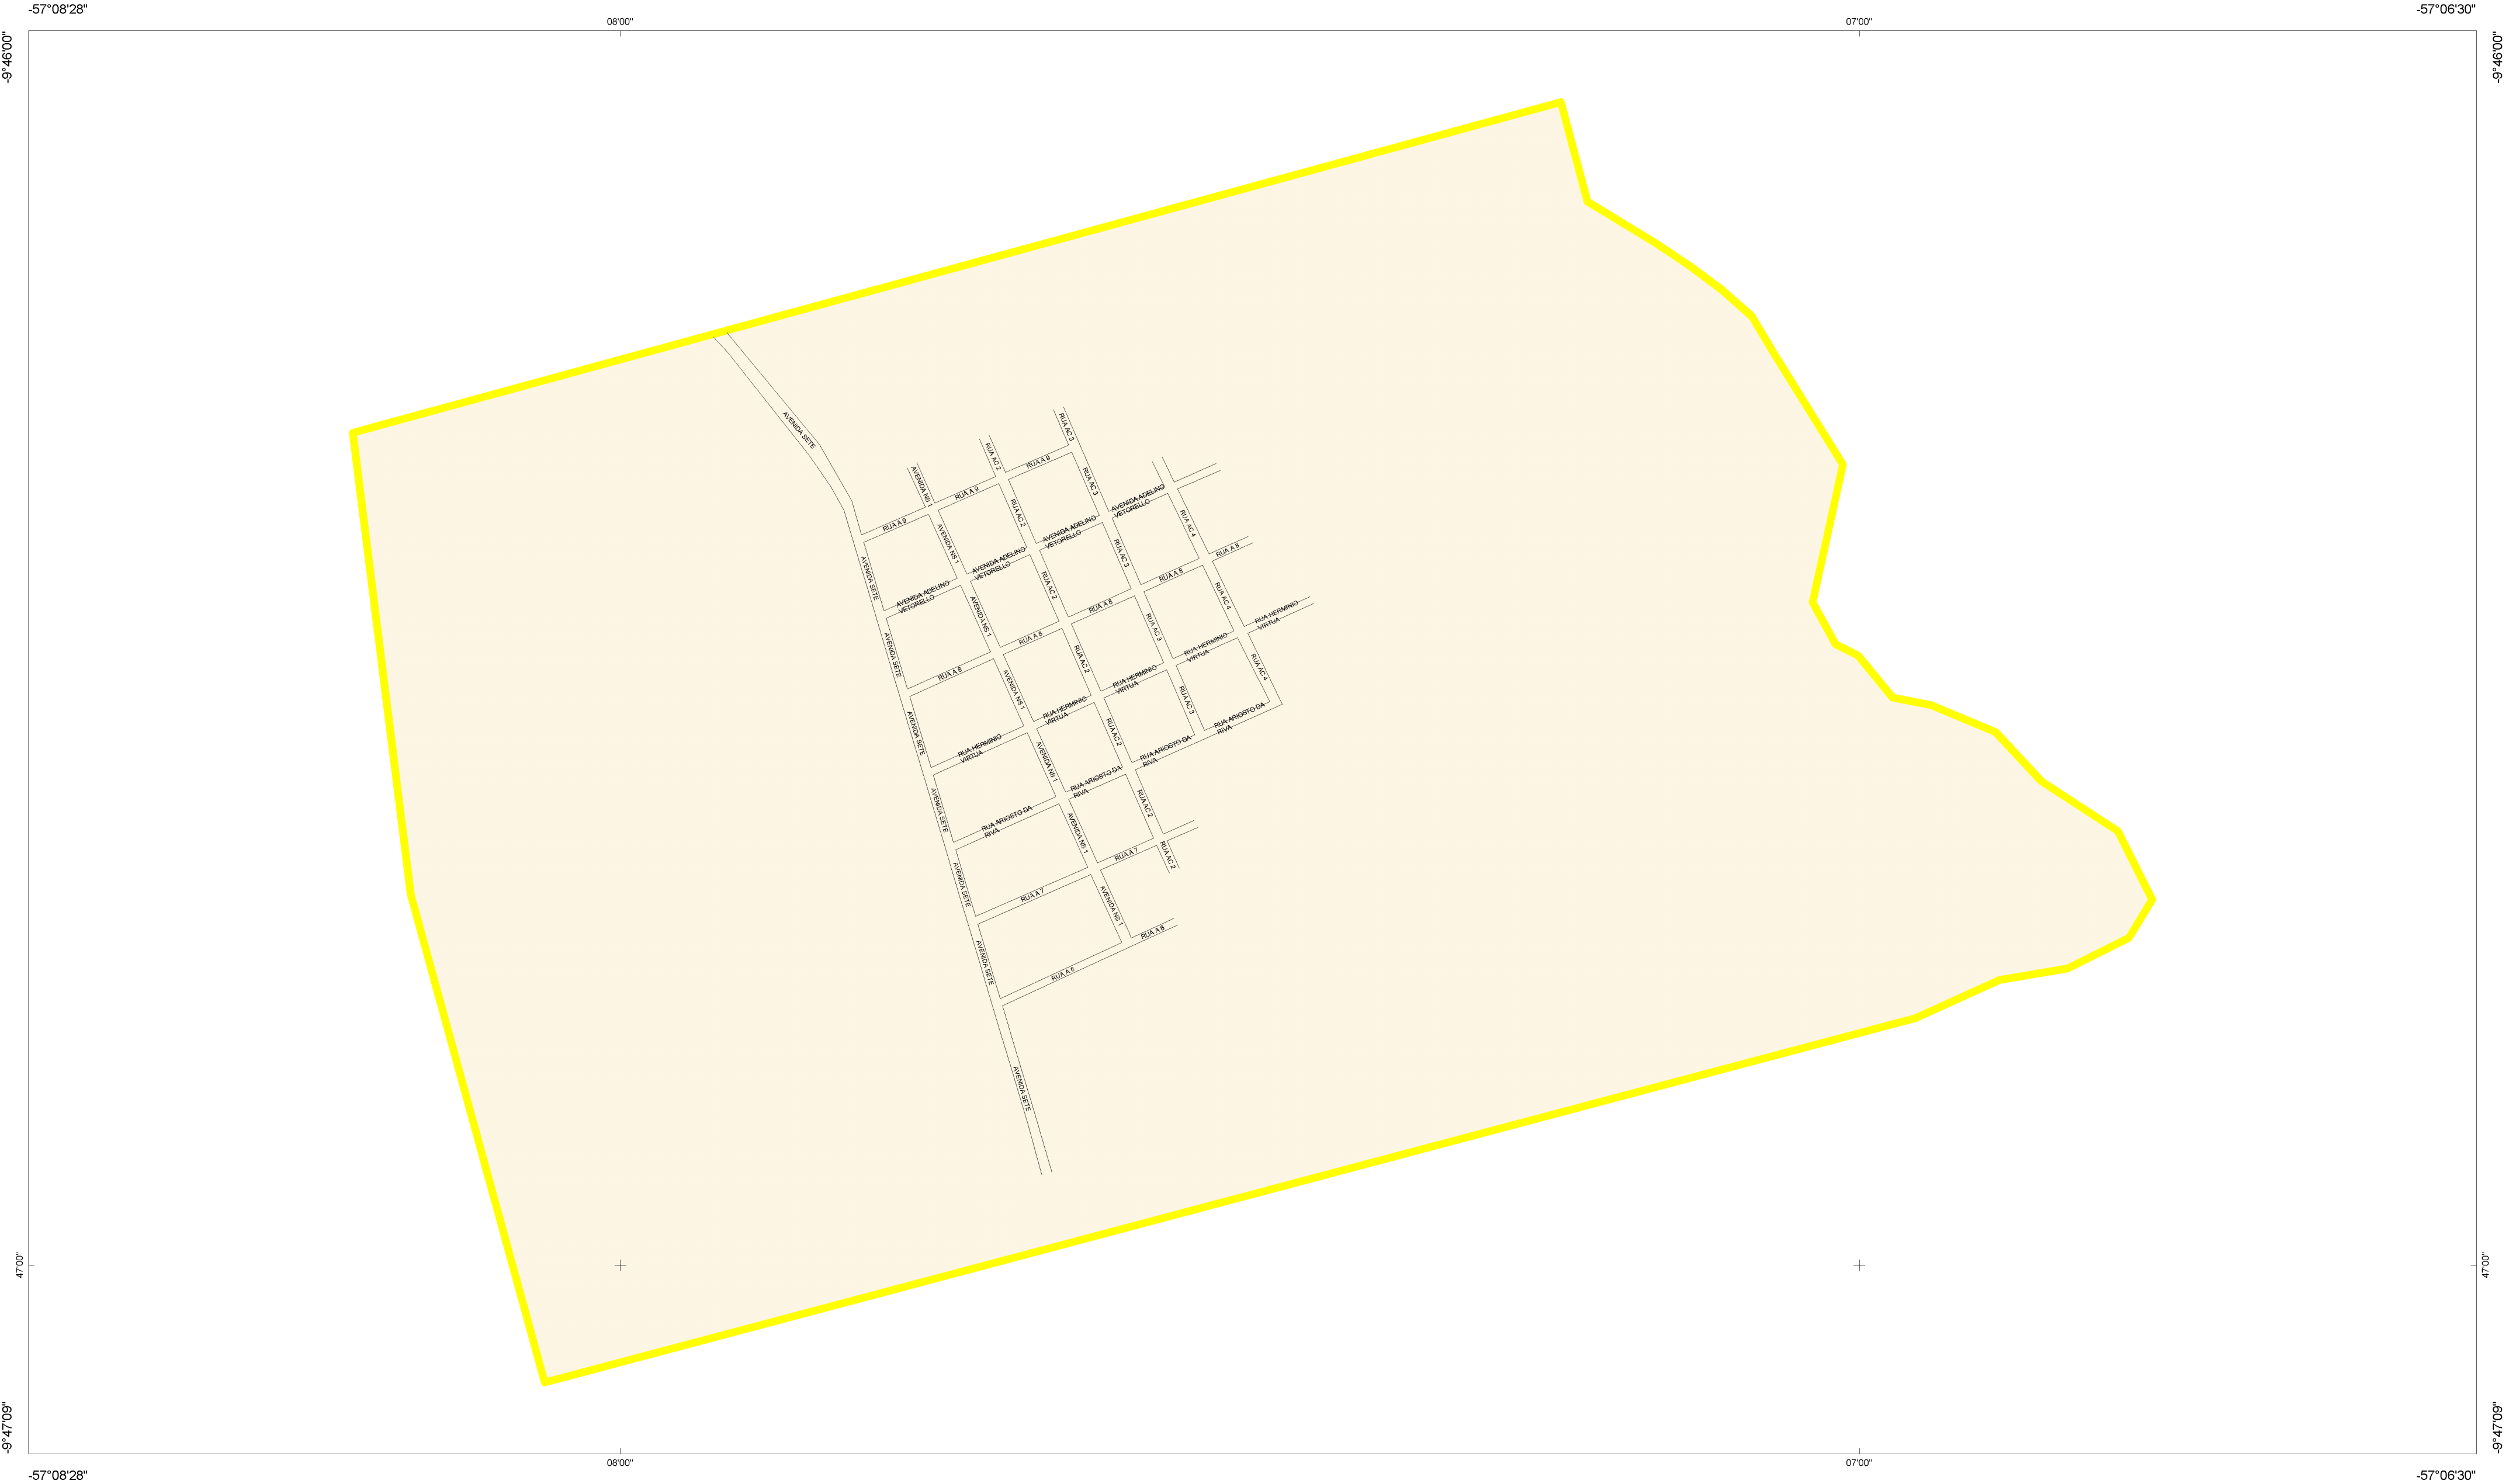 -57°08'28"
-57°06'30"
08'00"
07'00"
-9°46'00"
-9°46'00"
RUA AC 3
AVENIDA SETE
RUA AC 2
RUA A 9
AVENIDA NS 1
RUA A 9
RUA AC 3
AVENIDA ADELINO
VETORELLO
RUA A 9
RUA AC 2
RUA AC 4
AVENIDA ADELINO
VETORELLO
AVENIDA NS 1
RUA AC 3
RUA A 8
AVENIDA ADELINO
VETORELLO
AVENIDA SETE
RUA A 8
AVENIDA ADELINO
VETORELLO
RUA AC 2
RUA AC 4
RUA A 8
RUA HERMINIO
VIRTUA
AVENIDA NS 1
RUA AC 3
RUA A 8
RUA HERMINIO
VIRTUA
AVENIDA SETE
RUA AC 2
RUA AC 4
RUA A 8
RUA HERMINIO
VIRTUA
AVENIDA NS 1
RUA AC 3
RUA HERMINIO
VIRTUA
RUA ARIOSTO DA
RIVA
AVENIDA SETE
RUA AC 2
RUA HERMINIO
VIRTUA
RUA ARIOSTO DA
RIVA
AVENIDA NS 1
RUA ARIOSTO DA
RIVA
AVENIDA SETE
RUA AC 2
RUA ARIOSTO DA
RIVA
AVENIDA NS 1
RUA A 7
RUA AC 2
AVENIDA SETE
RUA A 7
AVENIDA NS 1
RUA A 6
AVENIDA SETE
RUA A 6
AVENIDA SETE
47'00"
47'00"
-9°47'09"
-9°47'09"
08'00"
07'00"
-57°08'28"
-57°06'30"